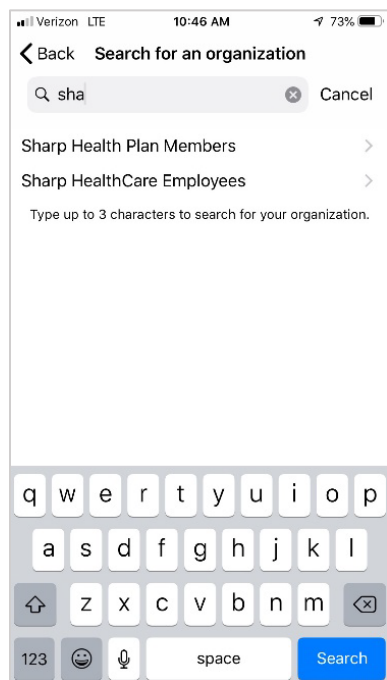 Verizon LTE 10:46 AM 73%
Back Search for an organization
sha Cancel
Sharp Health Plan Members
Sharp HealthCare Employees
Type up to 3 characters to search for your organization.
q w e r t y u i o p
a s d f g h j k l
z x c v b n m
123 space Search